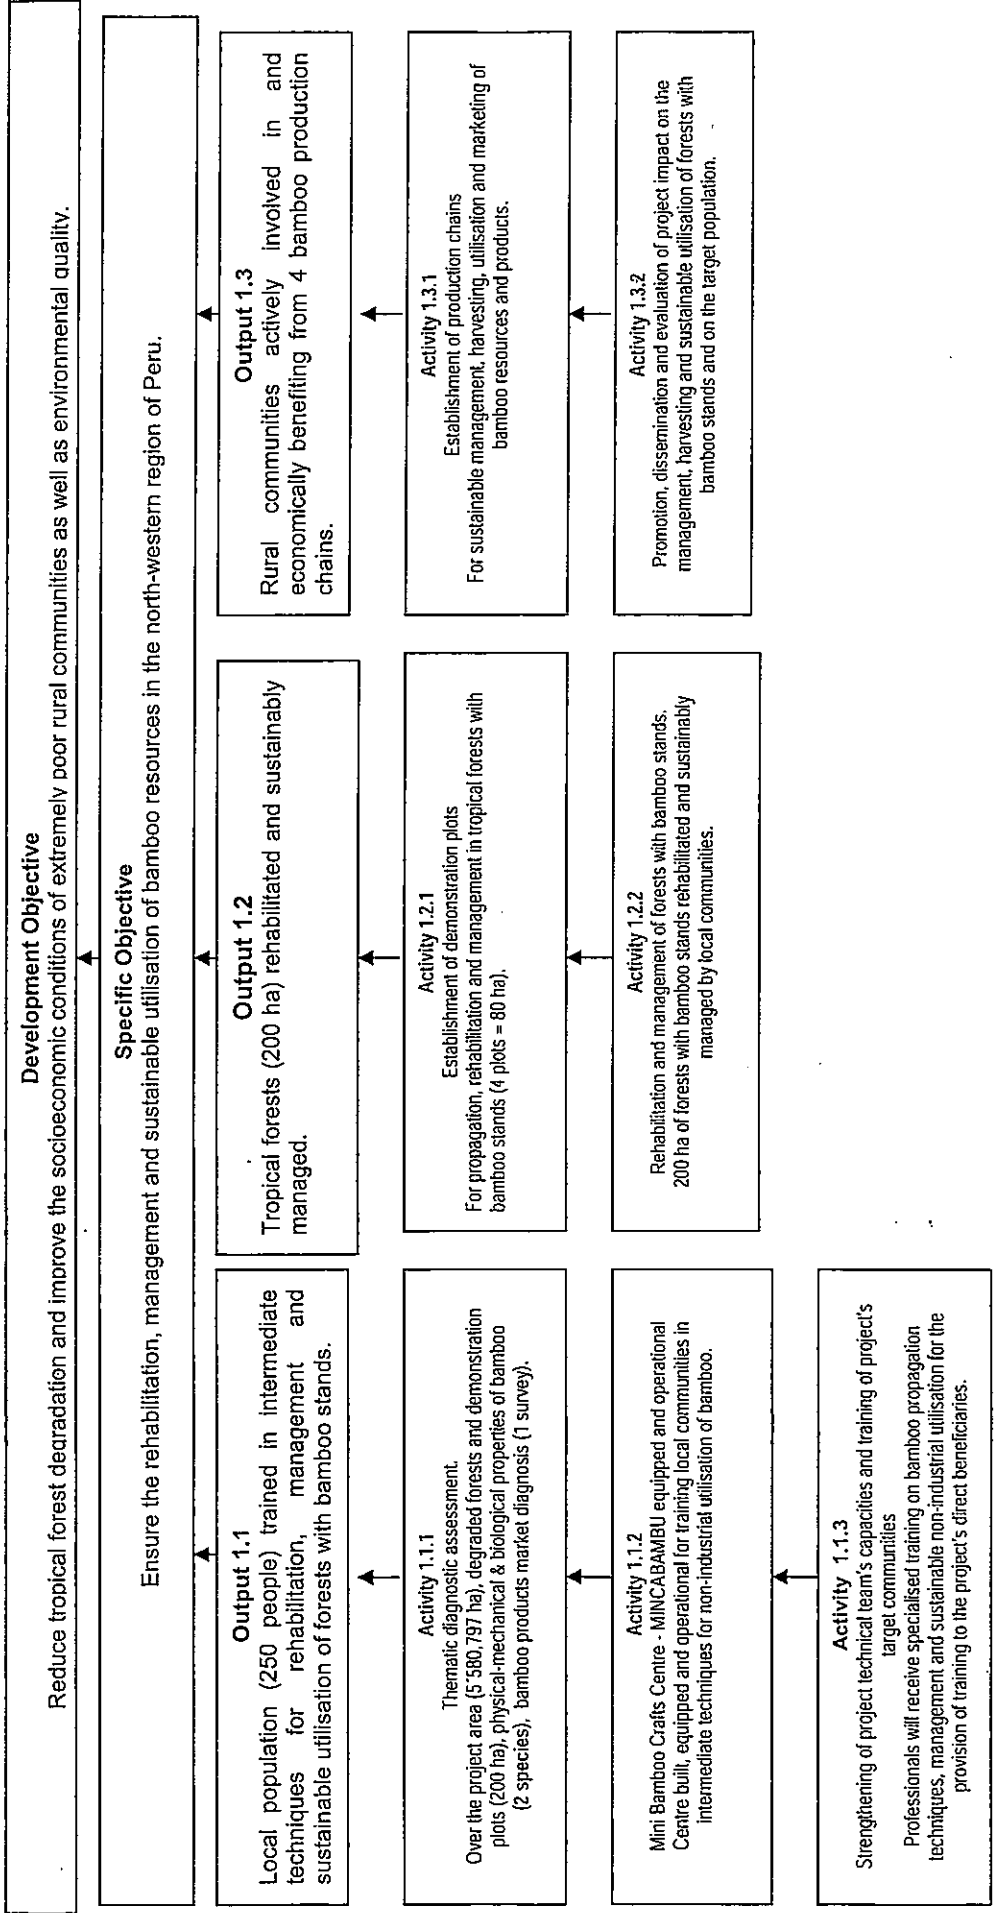 Development Objective
Reduce tropical forest degradation and improve the socioeconomic conditions of extremely poor rural communities as well as environmental quality.
Specific Objective
Ensure the rehabilitation, management and sustainable utilisation of bamboo resources in the north-western region of Peru.
Output 1.1
Local population (250 people) trained in intermediate
techniques for rehabilitation, management and
sustainable utilisation of forests with bamboo stands.
Activity 1.1.1
Thematic diagnostic assessment.
Over the project area (5´580,797 ha), degraded forests and demonstration
plots (200 ha), physical-mechanical & biological properties of bamboo
(2 species), bamboo products market diagnosis (1 survey).
Activity 1.1.2
Mini Bamboo Crafts Centre - MINCABAMBU equipped and operational
Centre built, equipped and operational for training local communities in
intermediate techniques for non-industrial utilisation of bamboo.
Activity 1.1.3
Strengthening of project technical team's capacities and training of project's
target communities
Professionals will receive specialised training on bamboo propagation
techniques, management and sustainable non-industrial utilisation for the
provision of training to the project's direct beneficiaries.
Output 1.2
Tropical forests (200 ha) rehabilitated and sustainably
managed.
Activity 1.2.1
Establishment of demonstration plots
For propagation, rehabilitation and management in tropical forests with
bamboo stands (4 plots = 80 ha).
Activity 1.2.2
Rehabilitation and management of forests with bamboo stands.
200 ha of forests with bamboo stands rehabilitated and sustainably
managed by local communities.
Output 1.3
Rural communities actively involved in and
economically benefiting from 4 bamboo production
chains.
Activity 1.3.1
Establishment of production chains
For sustainable management, harvesting, utilisation and marketing of
bamboo resources and products.
Activity 1.3.2
Promotion, dissemination and evaluation of project impact on the
management, harvesting and sustainable utilisation of forests with
bamboo stands and on the target population.